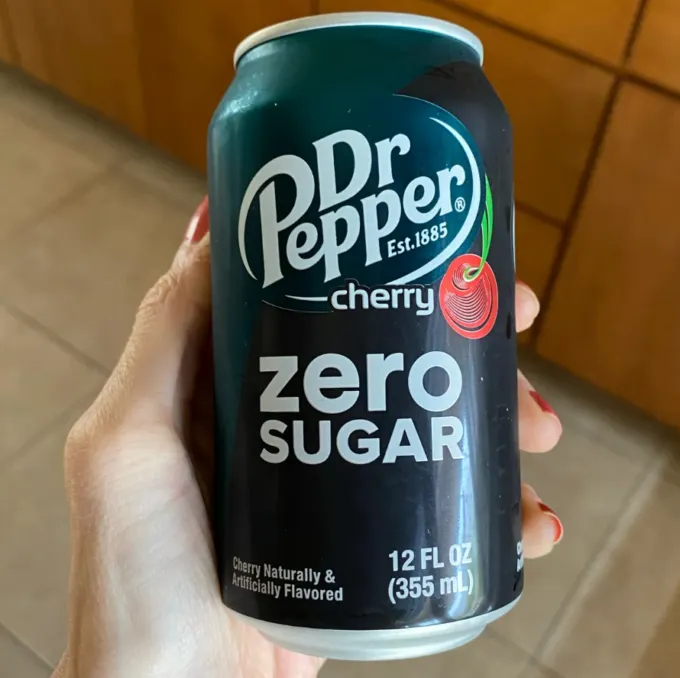 Dr
Pepper®
Est.1885
cherry
zero
SUGAR
Cherry Naturally &
Artificially Flavored
12 FL OZ
(355 mL)